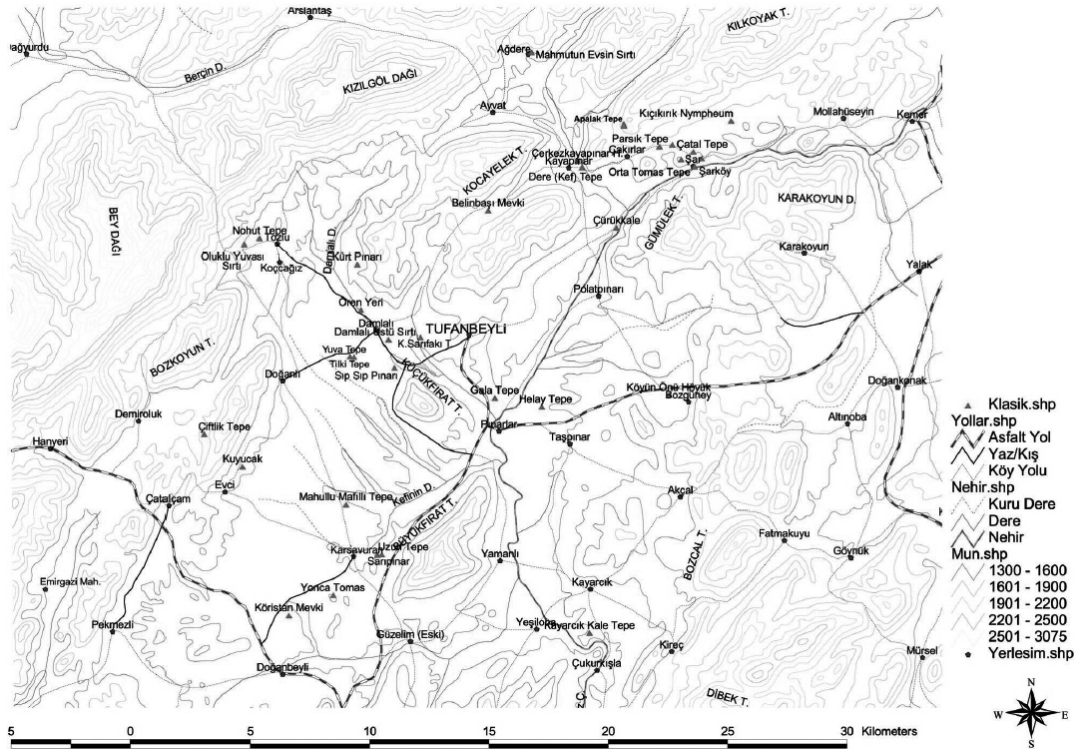 Arslantaş
Dağyurdu
Berçin D.
KIZILGÖL DAĞI
Ağdere
Mahmutun Evsin Sırtı
KILKOYAK T.
Ayvat
Apalak Tepe
Kıçıkırık Nympheum
Mollahüseyin
Kemer
Parsık Tepe
Çatal Tepe
Çakırlar
Çerkezkayapınar H.
Kayapınar
Şar
Dere (Kef) Tepe
Orta Tomas Tepe
Şarköy
KOCAYELEK T.
Belinbaşı Mevki
KARAKOYUN D.
BEY DAĞI
Çürükkale
GÜMÜLEK T.
Nohut Tepe
Tozlu
Oluklu Yuvası
Sırtı
Koçcağız
Damlalı D.
Kürt Pınarı
Karakoyun
Yalak
Polatpınarı
Ören Yeri
Damlalı
Damlalı Üstü Sırtı
TUFANBEYLİ
K.Sarıfakı T.
Yuva Tepe
Tilki Tepe
Sıp Sıp Pınarı
BOZKOYUN T.
Doğanlı
KÜÇÜKFIRAT T.
Gala Tepe
Helay Tepe
Köyün Önü Höyük
Bozgüney
Doğankonak
Demiroluk
Çiftlik Tepe
Pınarlar
Taşpınar
Altınoba
Hanyeri
Kuyucak
Evci
Çatalçam
Mahullu Mafilli Tepe
Kefinin D.
Akçal
BÜYÜKFIRAT T.
Karsavuran
Uzun Tepe
Sarıpınar
Yamanlı
BOZCAL T.
Fatmakuyu
Göynük
Emirgazi Mah.
Yonca Tomas
Kayarcık
Köristan Mevki
Pekmezli
Güzelim (Eski)
Yeşiloba
Kayarcık Kale Tepe
Kireç
Mürsel
Doğanbeyli
Çukurkışla
DİBEK T.
Klasik.shp
Yollar.shp
Asfalt Yol
Yaz/Kış
Köy Yolu
Nehir.shp
Kuru Dere
Dere
Nehir
Mun.shp
1300 - 1600
1601 - 1900
1901 - 2200
2201 - 2500
2501 - 3075
Yerlesim.shp
N
W E
S
5 0 5 10 15 20 25 30 Kilometers